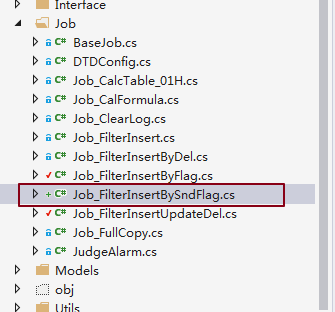 Interface
Job
C# BaseJob.cs
C# DTDConfig.cs
C# Job_CalcTable_01H.cs
C# Job_CalFormula.cs
C# Job_ClearLog.cs
C# Job_FilterInsert.cs
C# Job_FilterInsertByDel.cs
C# Job_FilterInsertByFlag.cs
C# Job_FilterInsertBySndFlag.cs
C# Job_FilterInsertUpdateDel.cs
C# Job_FullCopy.cs
C# JudgeAlarm.cs
Models
obj
Utils